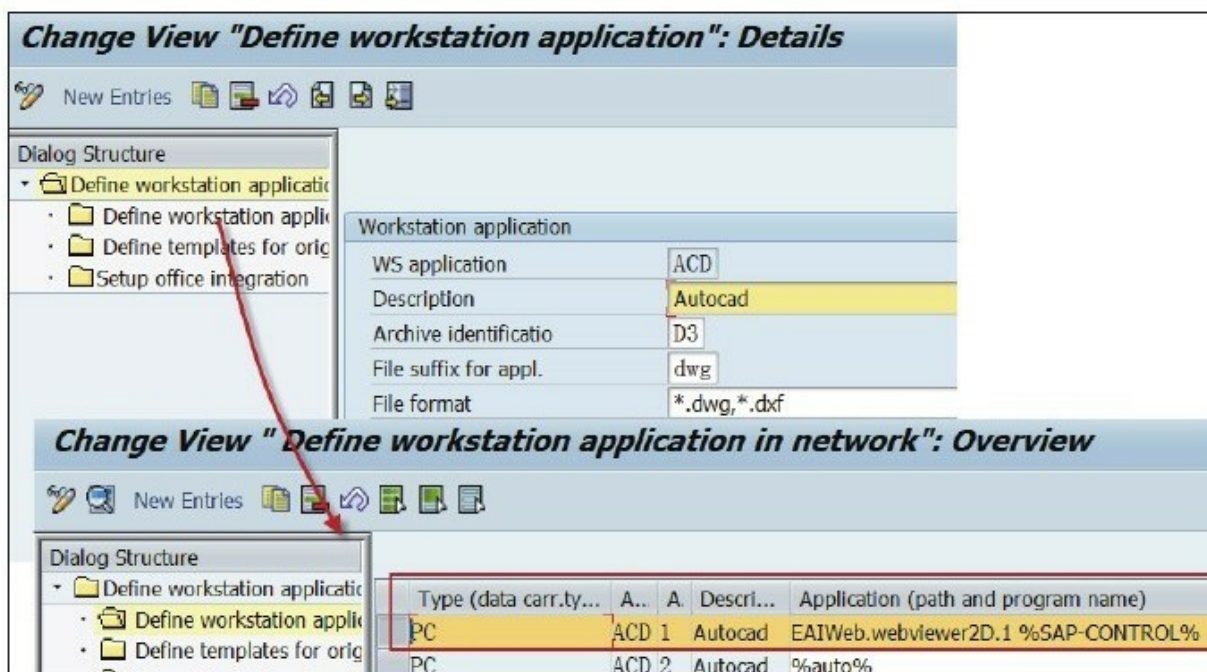 Change View "Define workstation application": Details
New Entries
Dialog Structure
Define workstation applicatic
Define workstation applic
Define templates for orig
Setup office integration
Workstation application
WS application ACD
Description Autocad
Archive identificatio D3
File suffix for appl. dwg
File format *.dwg,*.dxf
Change View " Define workstation application in network": Overview
New Entries
Dialog Structure
Define workstation applicatic
Define workstation applic
Define templates for orig
Type (data carr.ty... A... A. Descri... Application (path and program name)
PC ACD 1 Autocad EAIWeb.webviewer2D.1 %SAP-CONTROL%
PC ACD 2 Autocad %auto%